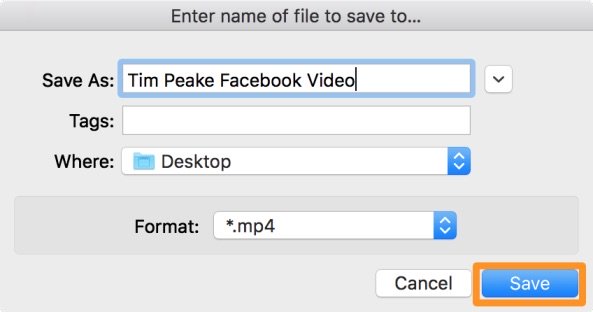 Enter name of file to save to...
Save As: Tim Peake Facebook Video
Tags:
Where: Desktop
Format: *.mp4
Cancel Save